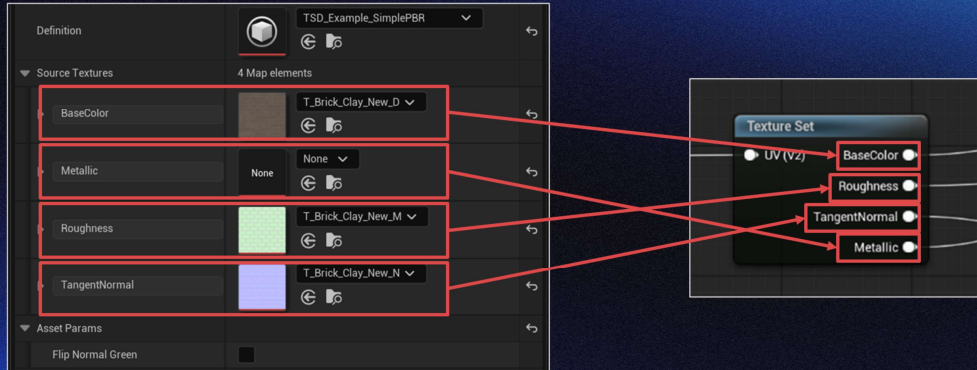 Definition
TSD_Example_SimplePBR
Source Textures
4 Map elements
BaseColor
T_Brick_Clay_New_D
Metallic
None
None
Roughness
T_Brick_Clay_New_M
TangentNormal
T_Brick_Clay_New_N
Asset Params
Flip Normal Green
Texture Set
UV (V2)
BaseColor
Roughness
TangentNormal
Metallic